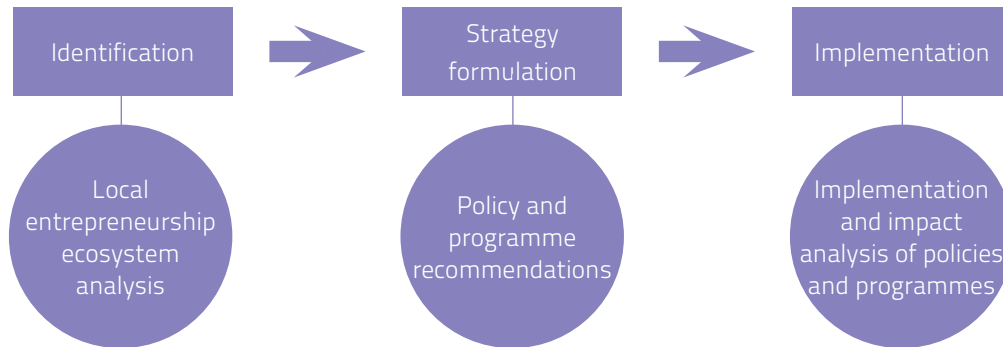 Identification
Strategy
formulation
Implementation
Local
entrepreneurship
ecosystem
analysis
Policy and
programme
recommendations
Implementation
and impact
analysis of policies
and programmes